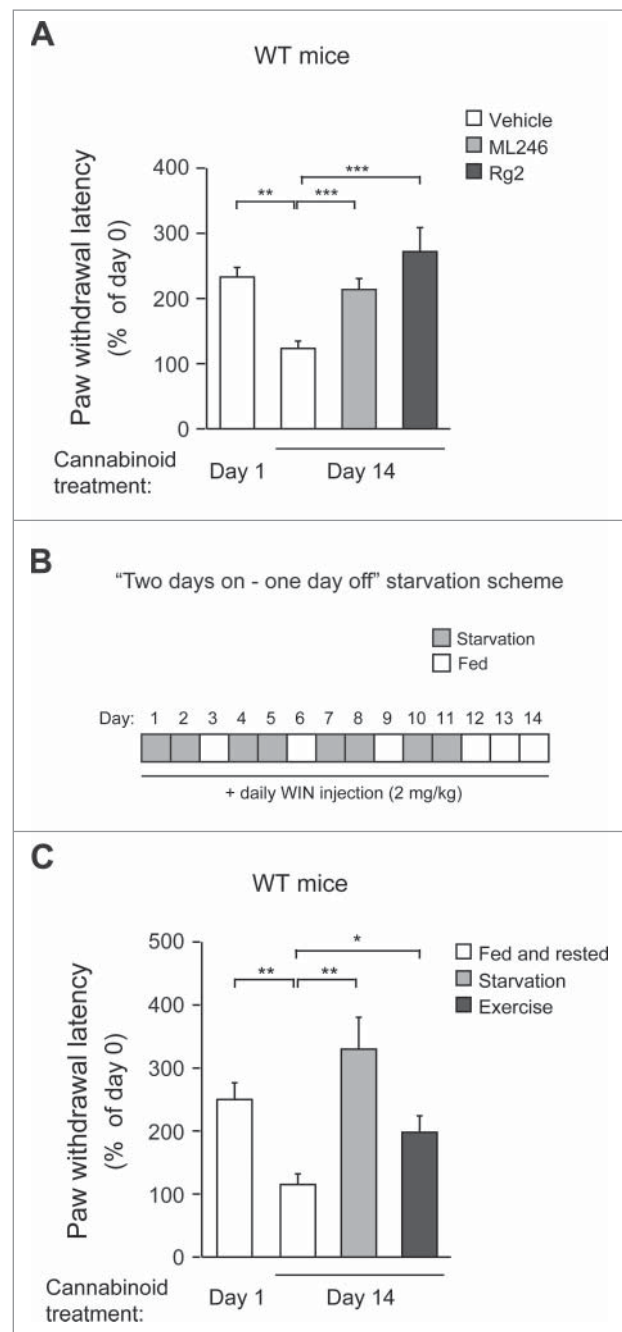 A
WT mice
Vehicle
ML246
Rg2
Paw withdrawal latency
(% of day 0)
400
300
200
100
0
** ***
***
Cannabinoid
treatment:
Day 1 Day 14
B
“Two days on - one day off” starvation scheme
Starvation
Fed
Day: 1 2 3 4 5 6 7 8 9 10 11 12 13 14
+ daily WIN injection (2 mg/kg)
C
WT mice
Fed and rested
Starvation
Exercise
Paw withdrawal latency
(% of day 0)
500
400
300
200
100
0
*
** **
Cannabinoid
treatment:
Day 1 Day 14